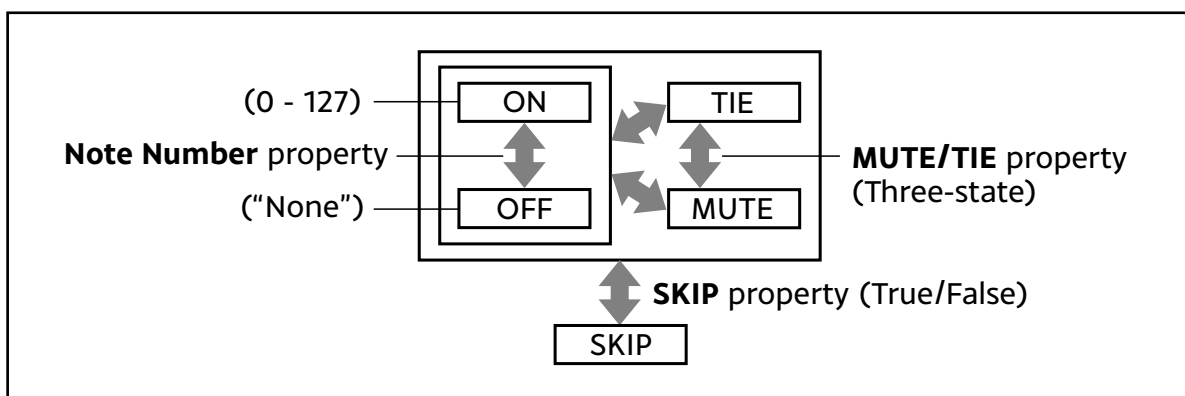 (0 - 127)
ON
TIE
Note Number property
MUTE/TIE property
(Three-state)
(“None”)
OFF
MUTE
SKIP property (True/False)
SKIP